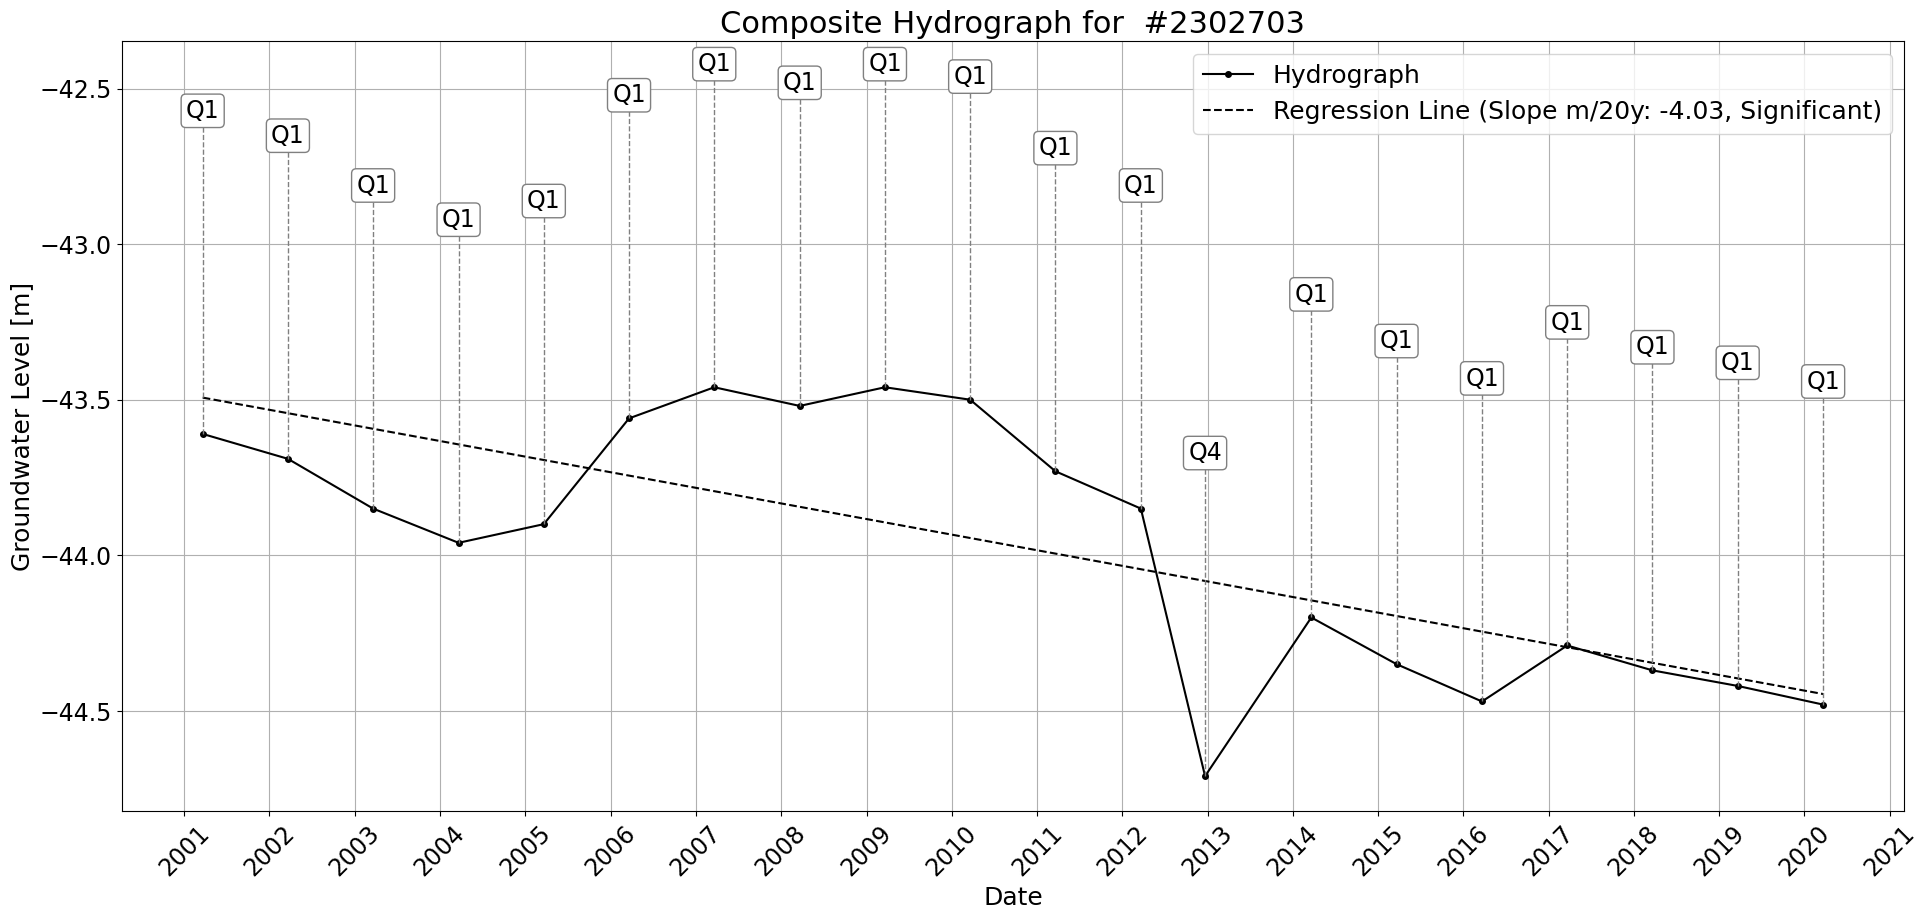 Composite Hydrograph for  #2302703
Hydrograph
Regression Line (Slope m/20y: -4.03, Significant)
Groundwater Level [m]
−42.5
−43.0
−43.5
−44.0
−44.5
Q1
Q1
Q1
Q1
Q1
Q1
Q1
Q1
Q1
Q1
Q1
Q1
Q4
Q1
Q1
Q1
Q1
Q1
Q1
Q1
2001
2002
2003
2004
2005
2006
2007
2008
2009
2010
2011
2012
2013
2014
2015
2016
2017
2018
2019
2020
2021
Date